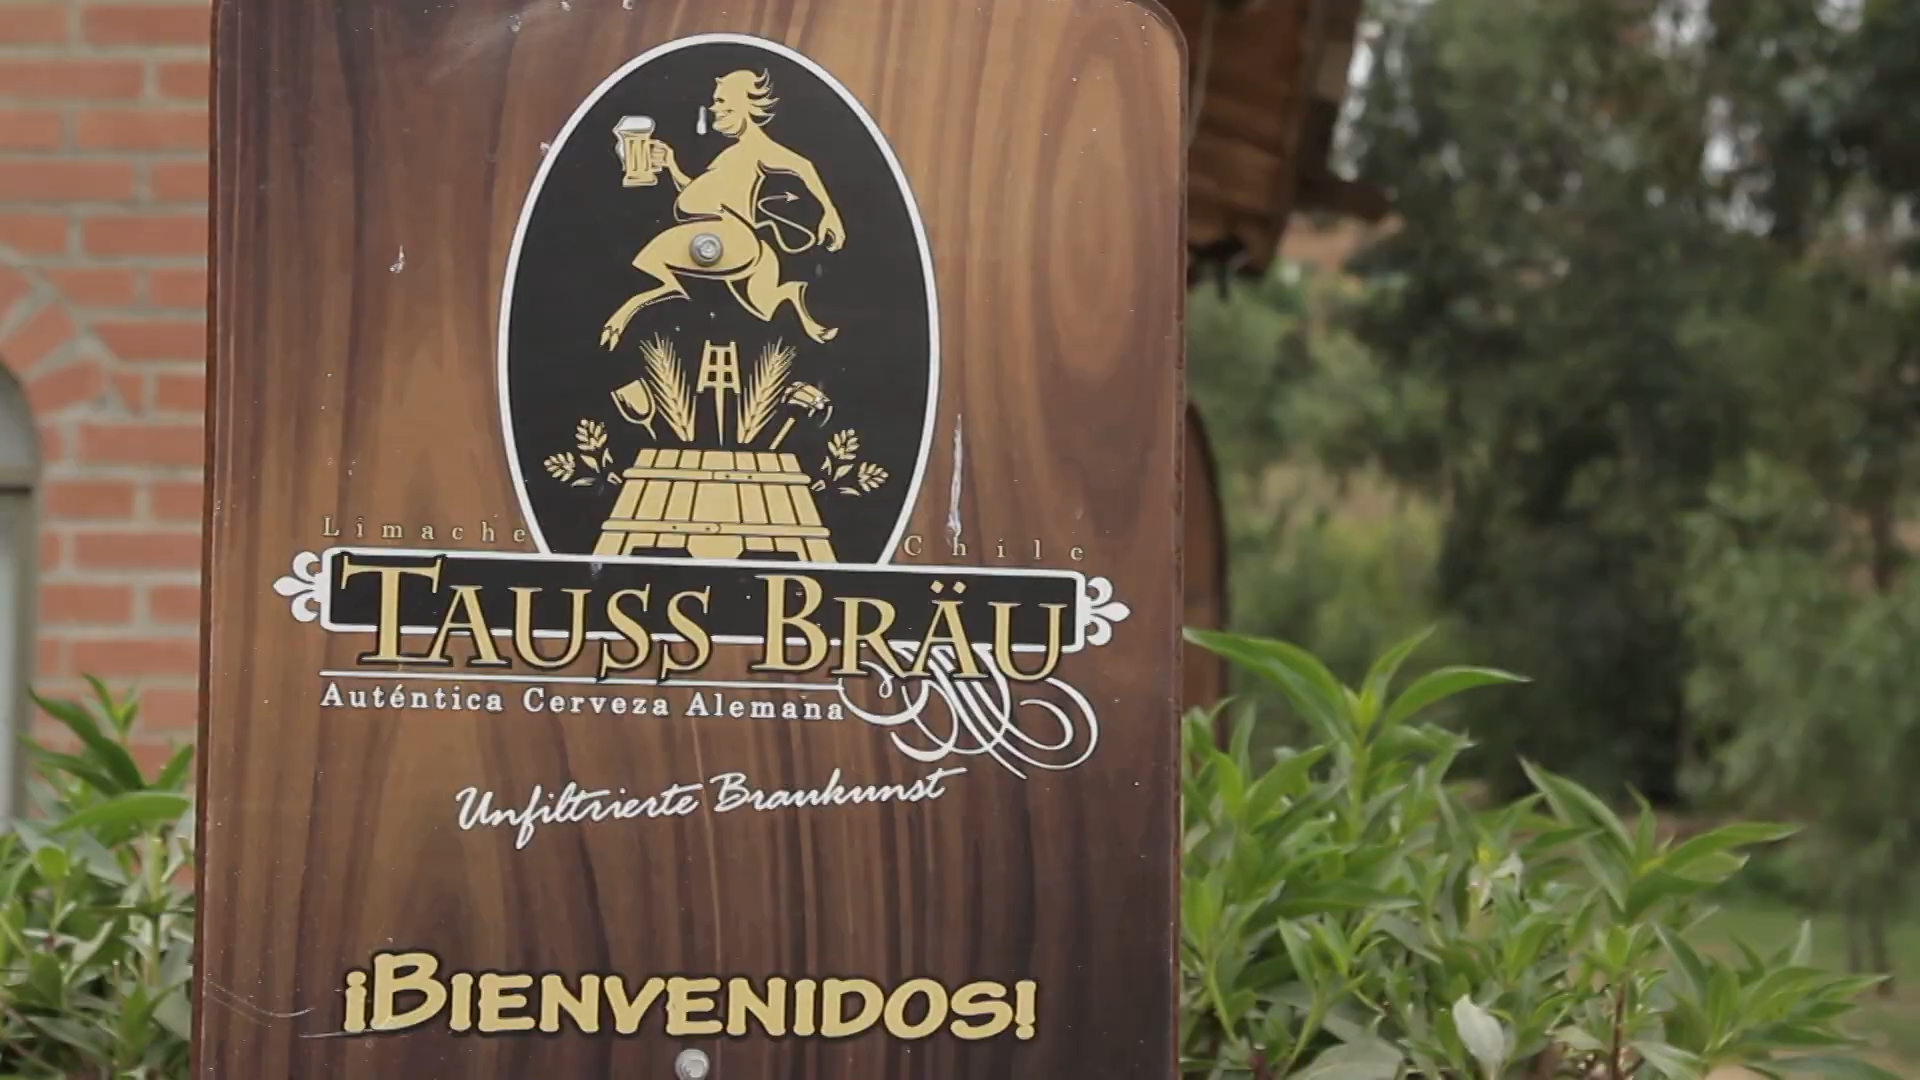 Limache Chile
TAUSS BRÄU
Auténtica Cerveza Alemana
Unfiltrierte Braukunst
¡BIENVENIDOS!